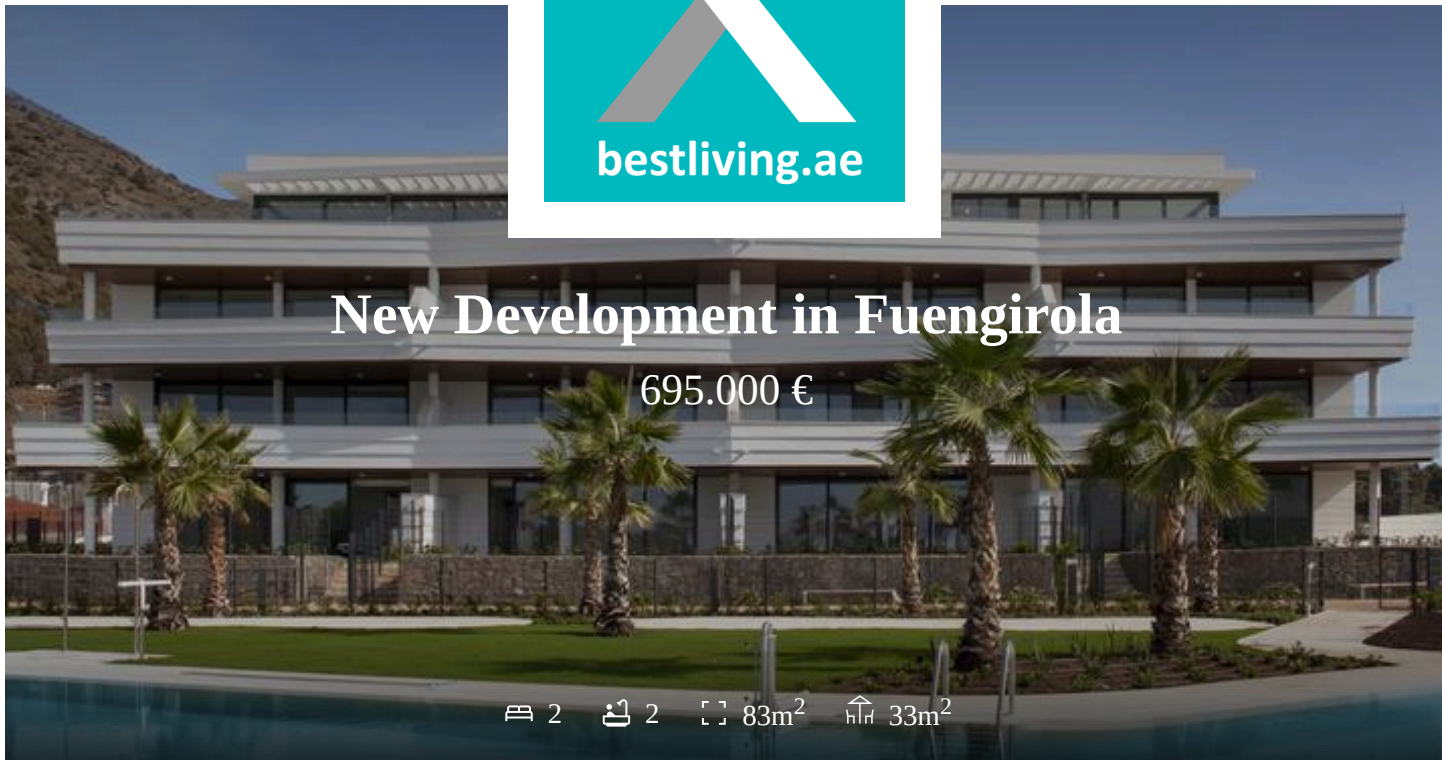 bestliving.ae
New Development in Fuengirola
695.000 €
2 2 83m² 33m²